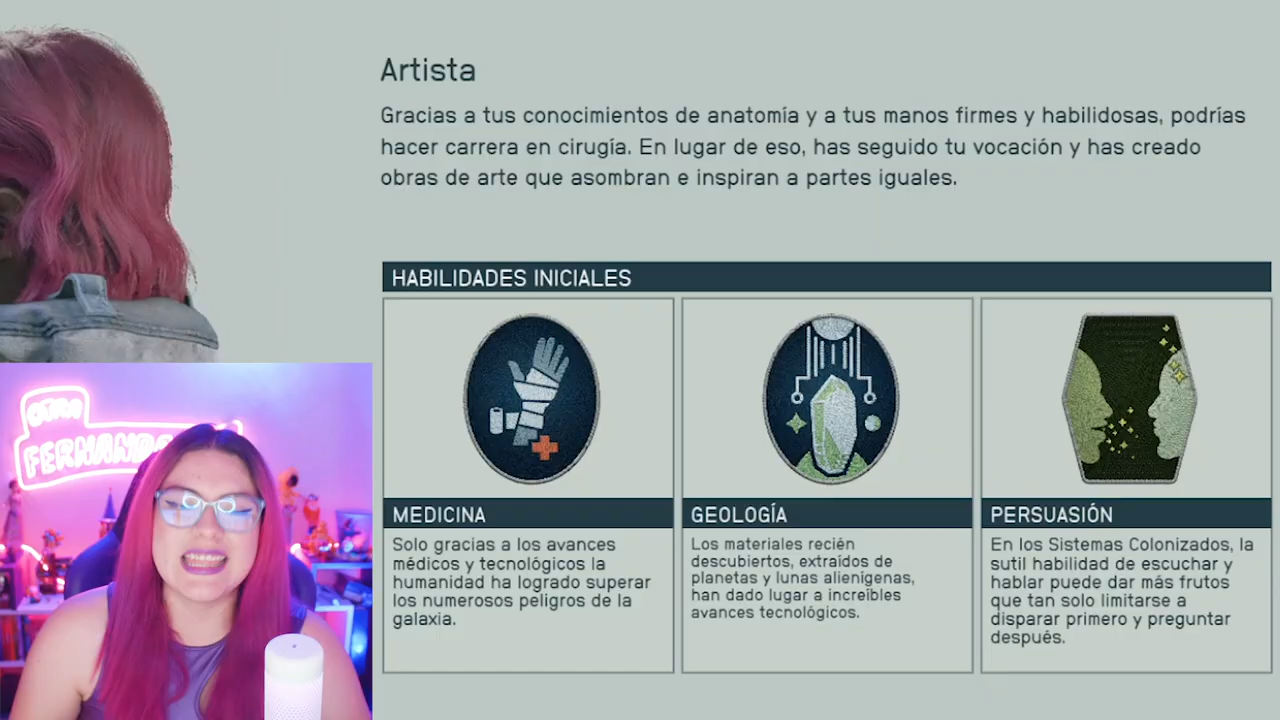 Artista
Gracias a tus conocimientos de anatomía y a tus manos firmes y habilidosas, podrías
hacer carrera en cirugía. En lugar de eso, has seguido tu vocación y has creado
obras de arte que asombran e inspiran a partes iguales.
HABILIDADES INICIALES
MEDICINA
Solo gracias a los avances
médicos y tecnológicos la
humanidad ha logrado superar
los numerosos peligros de la
galaxia.
GEOLOGÍA
Los materiales recién
descubiertos, extraídos de
planetas y lunas alienígenas,
han dado lugar a increíbles
avances tecnológicos.
PERSUASIÓN
En los Sistemas Colonizados, la
sutil habilidad de escuchar y
hablar puede dar más frutos
que tan solo limitarse a
disparar primero y preguntar
después.